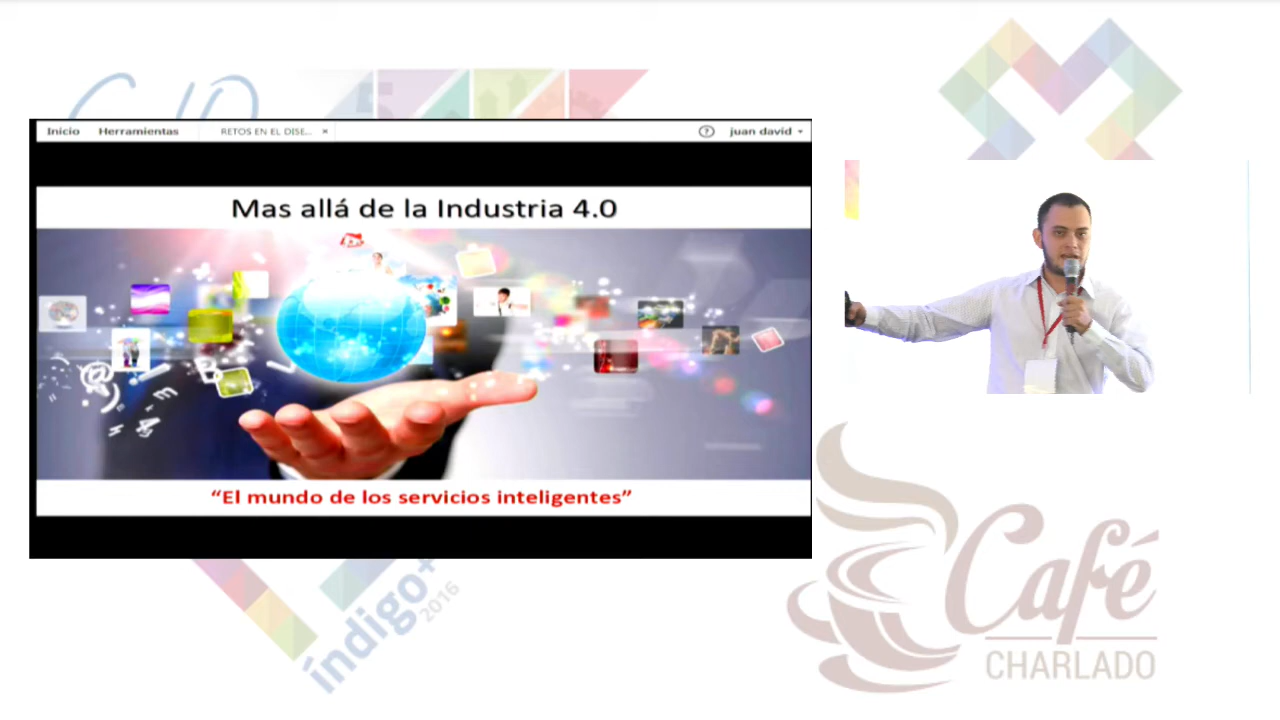 Inicio Herramientas RETOS EN EL DISE... × ? juan david
Mas allá de la Industria 4.0
“El mundo de los servicios inteligentes”
índigo+
2016
Café
CHARLADO